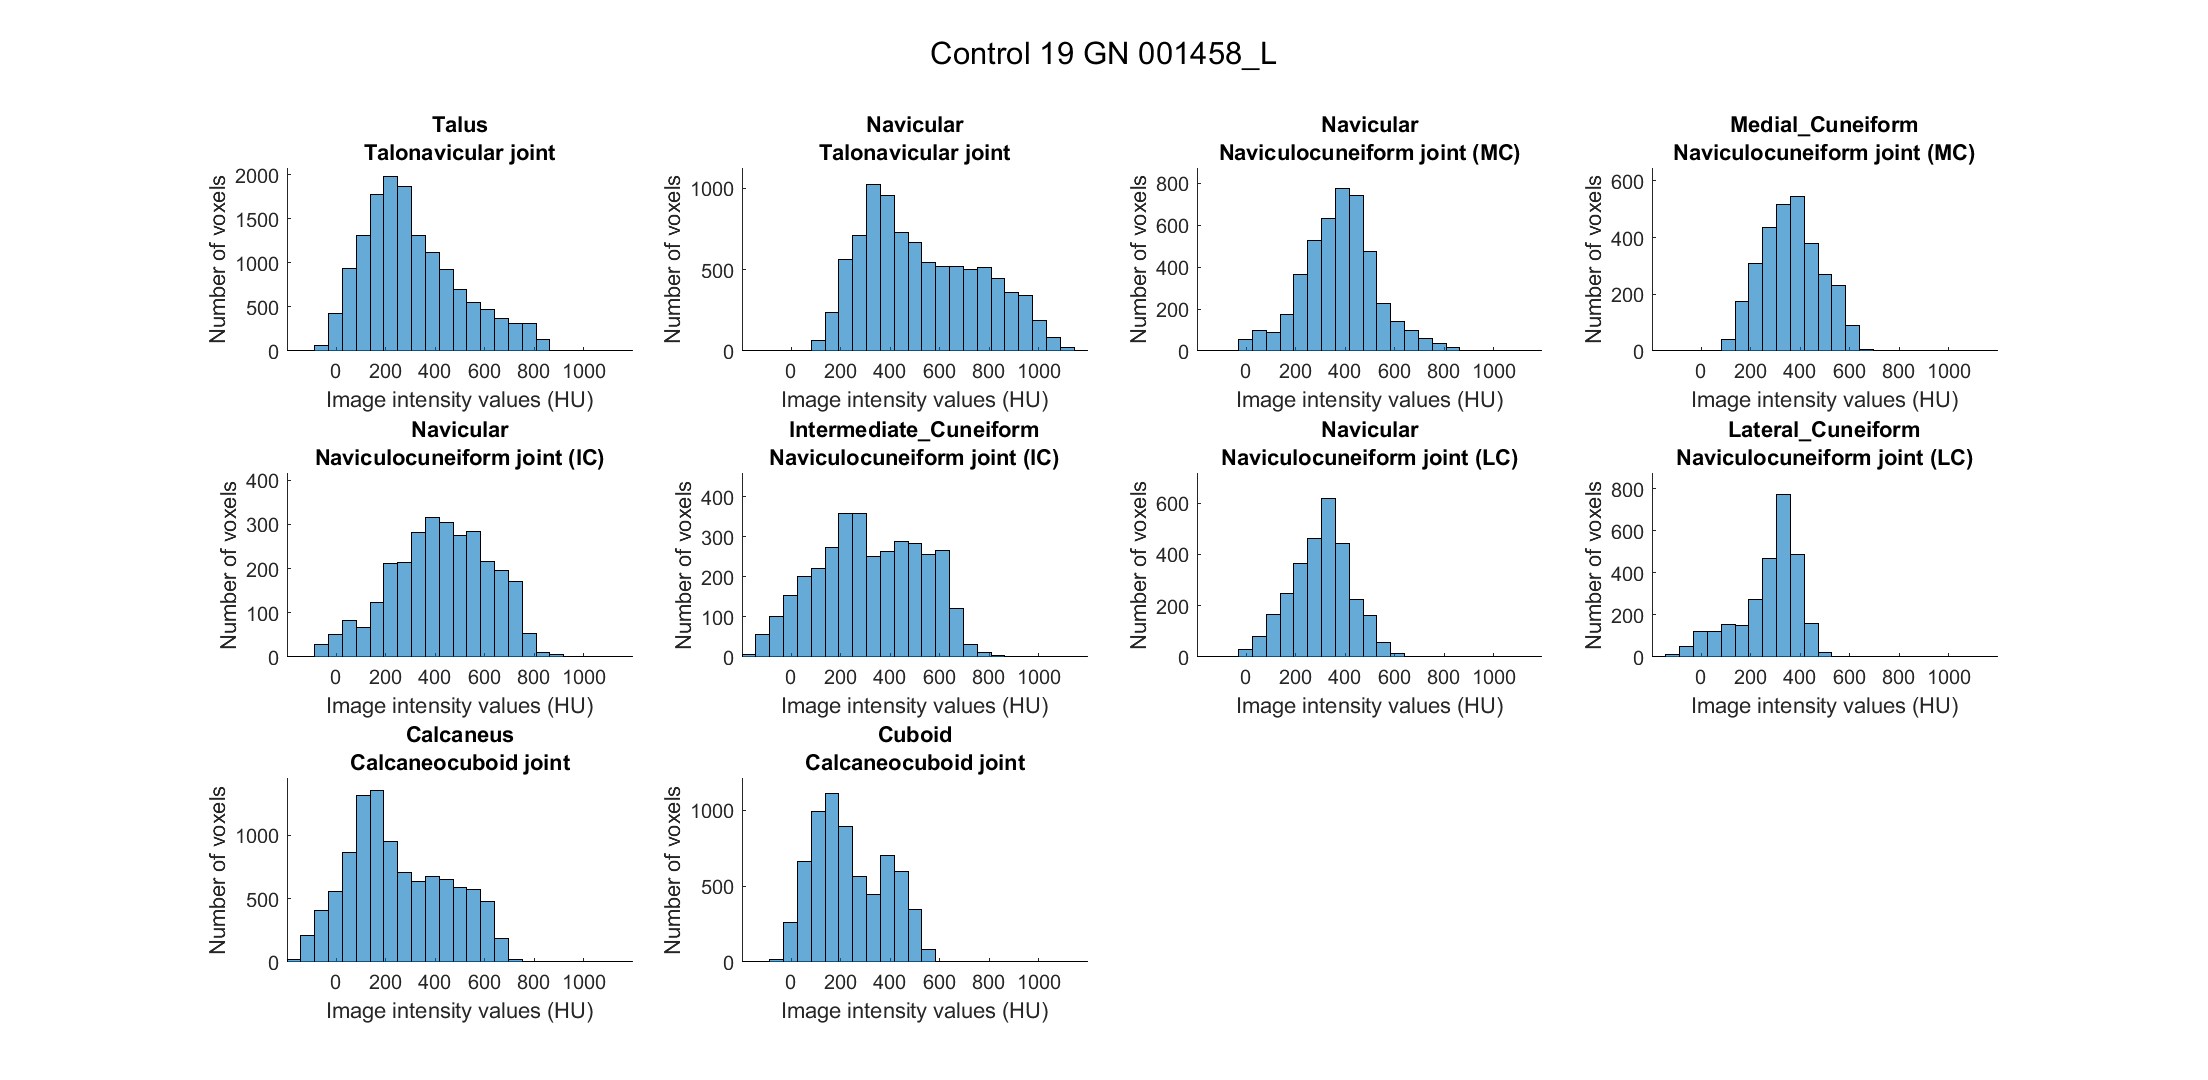 Control 19 GN 001458_L
Talus
Talonavicular joint
Number of voxels
2000
1500
1000
500
0
0 200 400 600 800 1000
Image intensity values (HU)
Navicular
Talonavicular joint
Number of voxels
1000
500
0
0 200 400 600 800 1000
Image intensity values (HU)
Navicular
Naviculocuneiform joint (MC)
Number of voxels
800
600
400
200
0
0 200 400 600 800 1000
Image intensity values (HU)
Medial_Cuneiform
Naviculocuneiform joint (MC)
Number of voxels
600
400
200
0
0 200 400 600 800 1000
Image intensity values (HU)
Navicular
Naviculocuneiform joint (IC)
Number of voxels
400
300
200
100
0
0 200 400 600 800 1000
Image intensity values (HU)
Intermediate_Cuneiform
Naviculocuneiform joint (IC)
Number of voxels
400
300
200
100
0
0 200 400 600 800 1000
Image intensity values (HU)
Navicular
Naviculocuneiform joint (LC)
Number of voxels
600
400
200
0
0 200 400 600 800 1000
Image intensity values (HU)
Lateral_Cuneiform
Naviculocuneiform joint (LC)
Number of voxels
800
600
400
200
0
0 200 400 600 800 1000
Image intensity values (HU)
Calcaneus
Calcaneocuboid joint
Number of voxels
1000
500
0
0 200 400 600 800 1000
Image intensity values (HU)
Cuboid
Calcaneocuboid joint
Number of voxels
1000
500
0
0 200 400 600 800 1000
Image intensity values (HU)